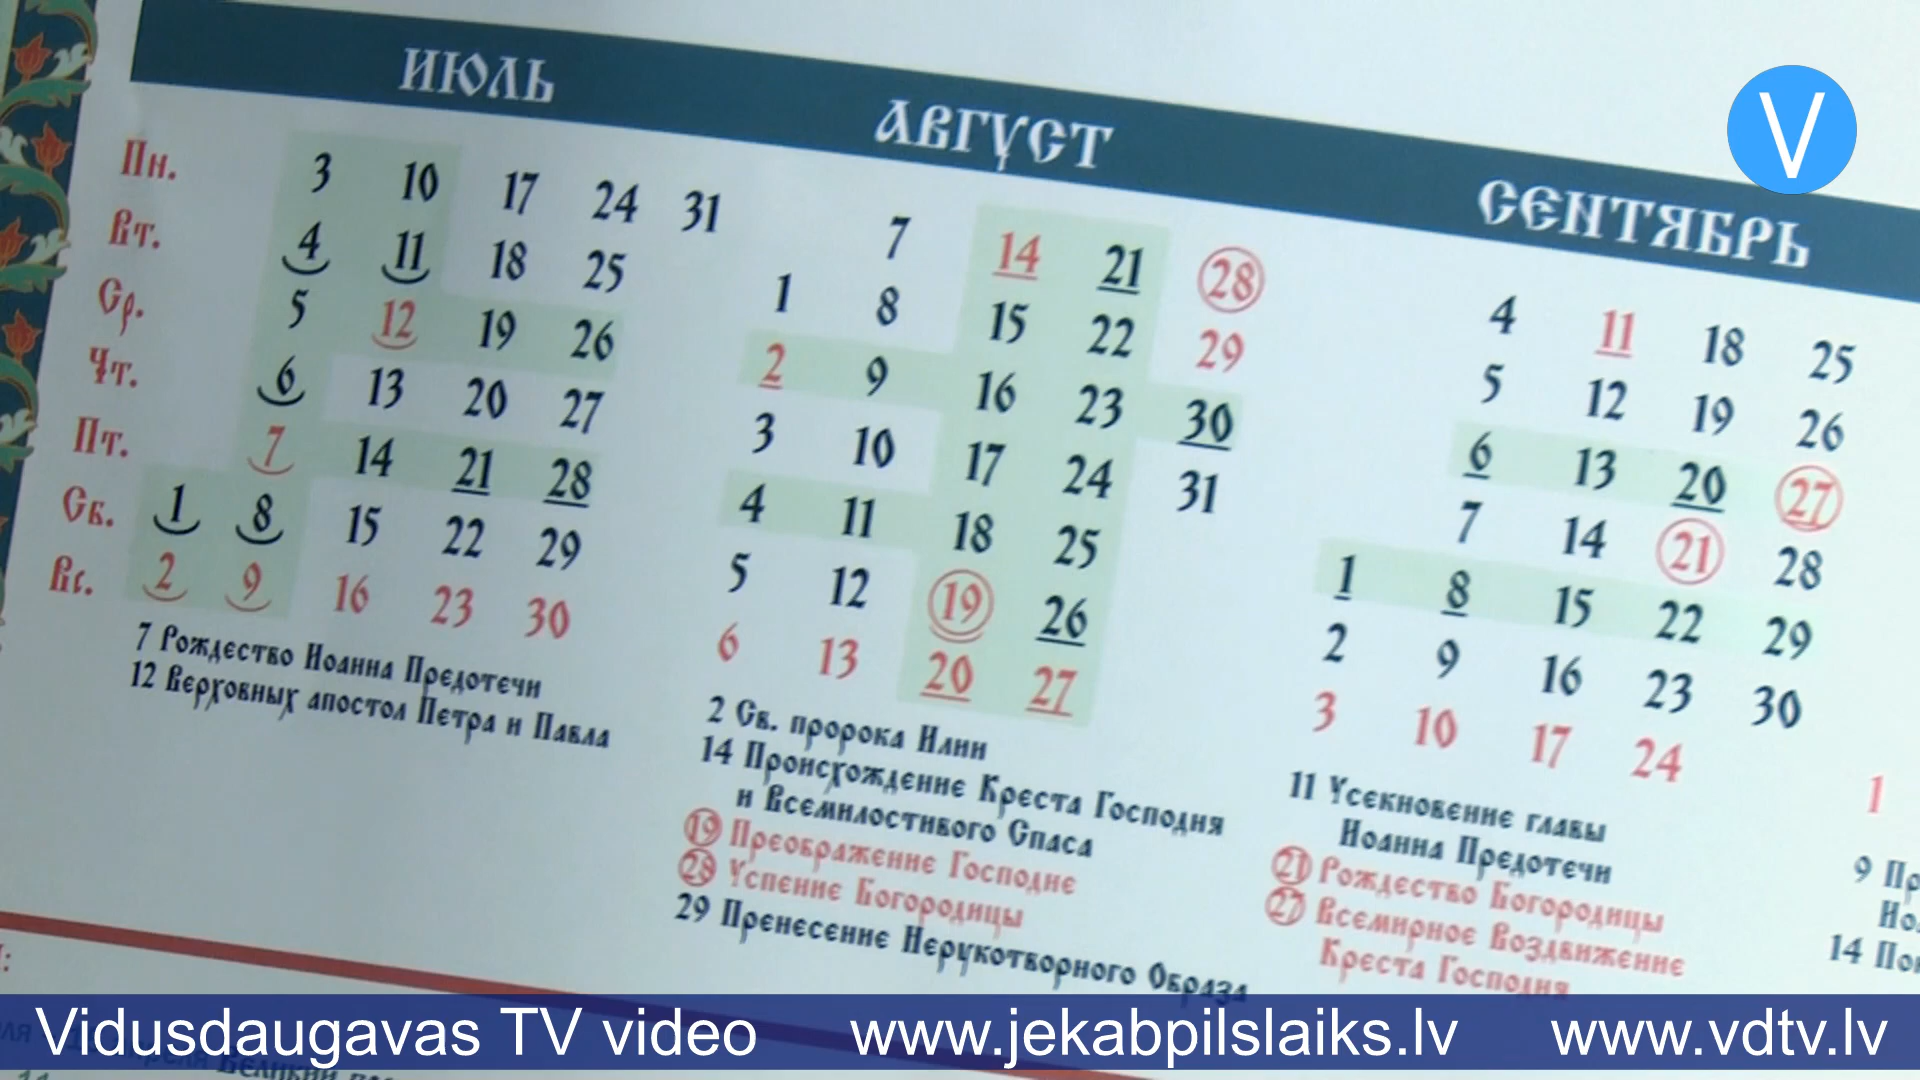 ИЮЛЬ
АВГУСТ
СЕНТЯБРЬ
V
Пн. 3 10 17 24 31
Вт. 4 11 18 25
Ср. 5 12 19 26
Чт. 6 13 20 27
Пт. 7 14 21 28
Сб. 1 8 15 22 29
Вс. 2 9 16 23 30
7 Рождество Иоанна Предотечи
12 Верховных апостол Петра и Павла
7 14 21 28
1 8 15 22 29
2 9 16 23 30
3 10 17 24 31
4 11 18 25
5 12 19 26
6 13 20 27
2 Св. пророка Илии
14 Происхождение Креста Господня
и Всемилостивого Спаса
19 Преображение Господне
28 Успение Богородицы
29 Пренесение Нерукотворного Образа
4 11 18 25
5 12 19 26
6 13 20 27
7 14 21 28
1 8 15 22 29
2 9 16 23 30
3 10 17 24
11 Усекновение главы
Иоанна Предотечи
21 Рождество Богородицы
27 Всемирное Воздвижение
Креста Господня
1
9 Пр
Ио
14 По
Vidusdaugavas TV video www.jekabpilslaiks.lv www.vdtv.lv